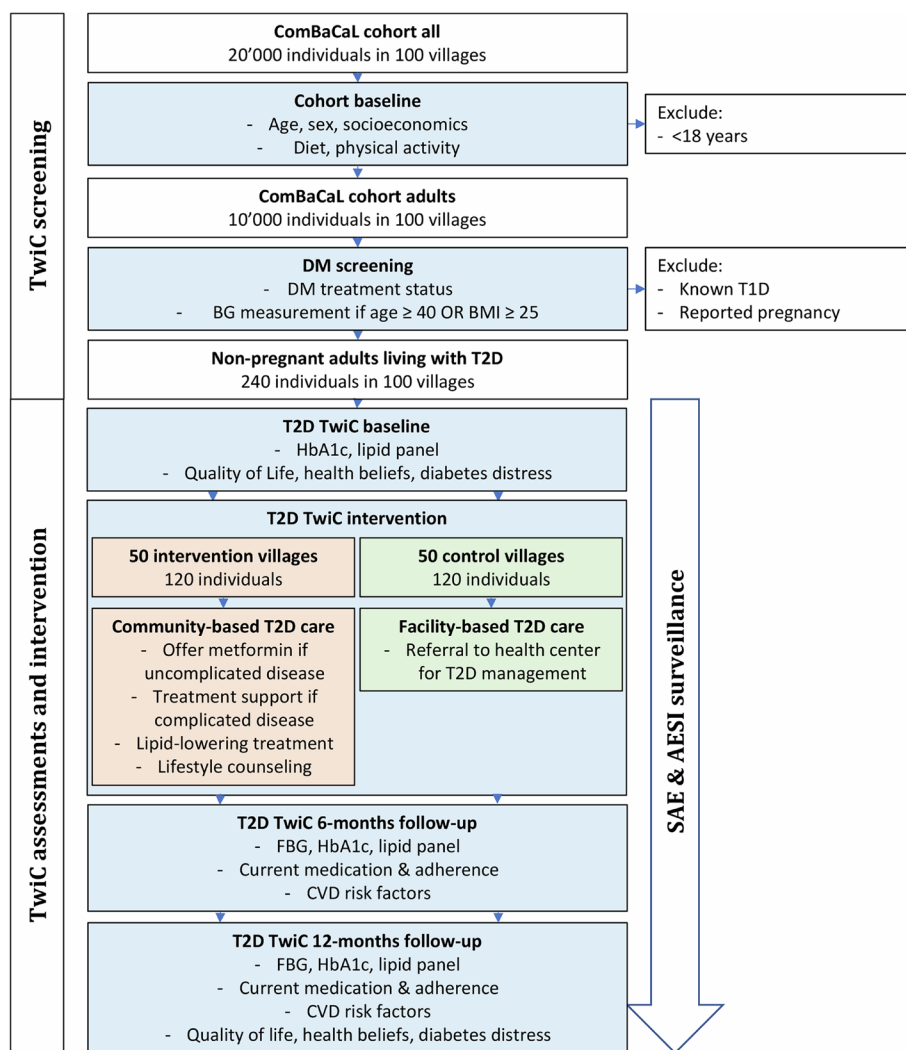 TwiC screening
ComBaCaL cohort all
20’000 individuals in 100 villages
Cohort baseline
- Age, sex, socioeconomics
- Diet, physical activity
Exclude:
- <18 years
ComBaCaL cohort adults
10’000 individuals in 100 villages
DM screening
- DM treatment status
- BG measurement if age ≥ 40 OR BMI ≥ 25
Exclude:
- Known T1D
- Reported pregnancy
Non-pregnant adults living with T2D
240 individuals in 100 villages
TwiC assessments and intervention
T2D TwiC baseline
- HbA1c, lipid panel
- Quality of Life, health beliefs, diabetes distress
T2D TwiC intervention
50 intervention villages
120 individuals
Community-based T2D care
- Offer metformin if
uncomplicated disease
- Treatment support if
complicated disease
- Lipid-lowering treatment
- Lifestyle counseling
50 control villages
120 individuals
Facility-based T2D care
- Referral to health center
for T2D management
T2D TwiC 6-months follow-up
- FBG, HbA1c, lipid panel
- Current medication & adherence
- CVD risk factors
T2D TwiC 12-months follow-up
- FBG, HbA1c, lipid panel
- Current medication & adherence
- CVD risk factors
- Quality of life, health beliefs, diabetes distress
SAE & AESI surveillance